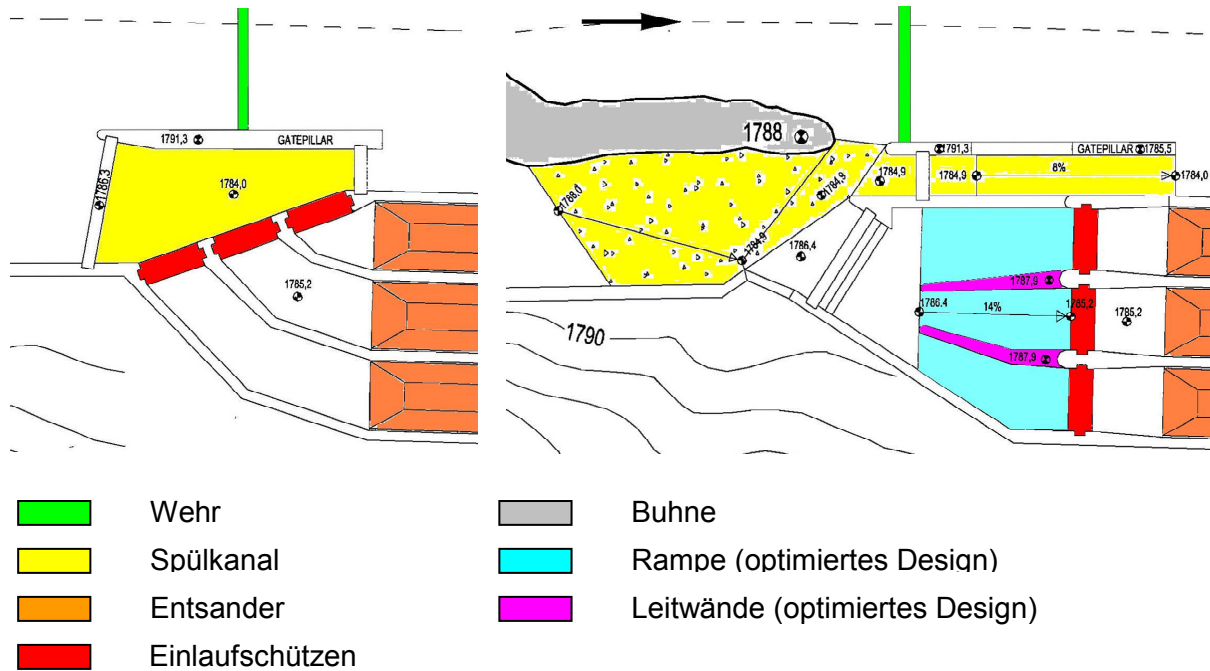 1791,3 GATEPILLAR
1786,3
1784,0
1785,2
1788
1791,3 GATEPILLAR 1785,5
1784,9 1784,9 8% 1784,0
1784,9
1788,0
1784,9
1786,4
1787,9
1786.4 14% 1785,2 1785,2
1790
1787,9
Wehr
Spülkanal
Entsander
Einlaufschützen
Buhne
Rampe (optimiertes Design)
Leitwände (optimiertes Design)